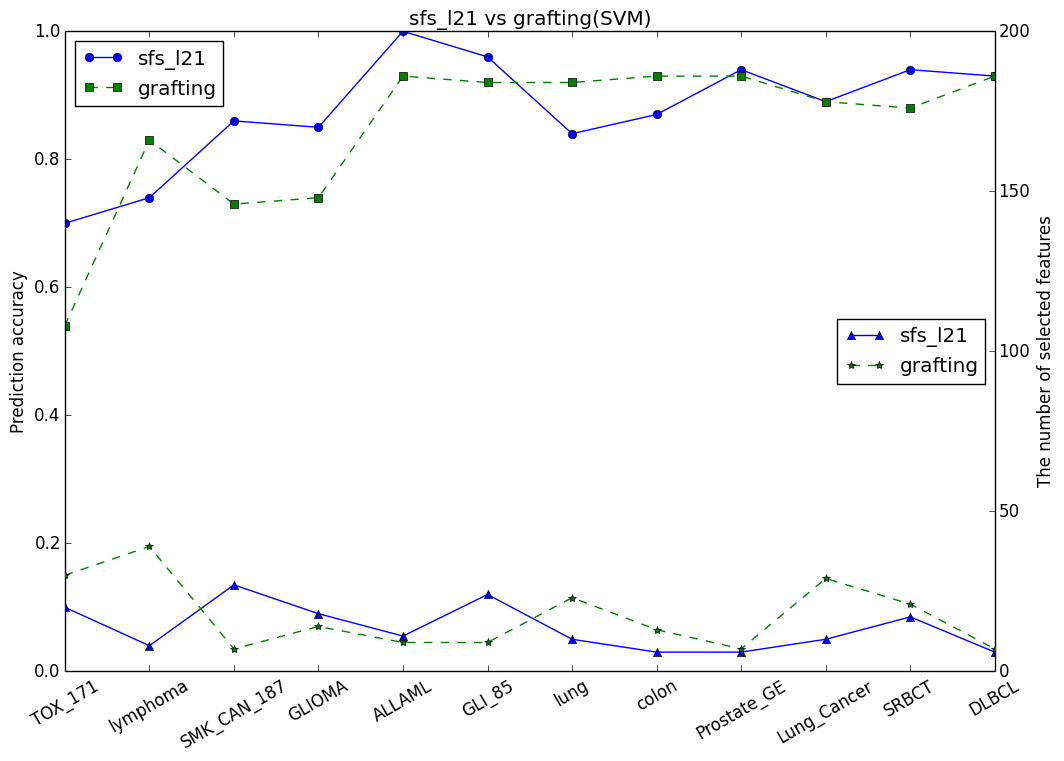 sfs_l21 vs grafting(SVM)
1.0
0.8
0.6
0.4
0.2
0.0
Prediction accuracy
sfs_l21
grafting
200
150
100
50
0
The number of selected features
sfs_l21
grafting
TOX_171
lymphoma
SMK_CAN_187
GLIOMA
ALLAML
GLI_85
lung
colon
Prostate_GE
Lung_Cancer
SRBCT
DLBCL